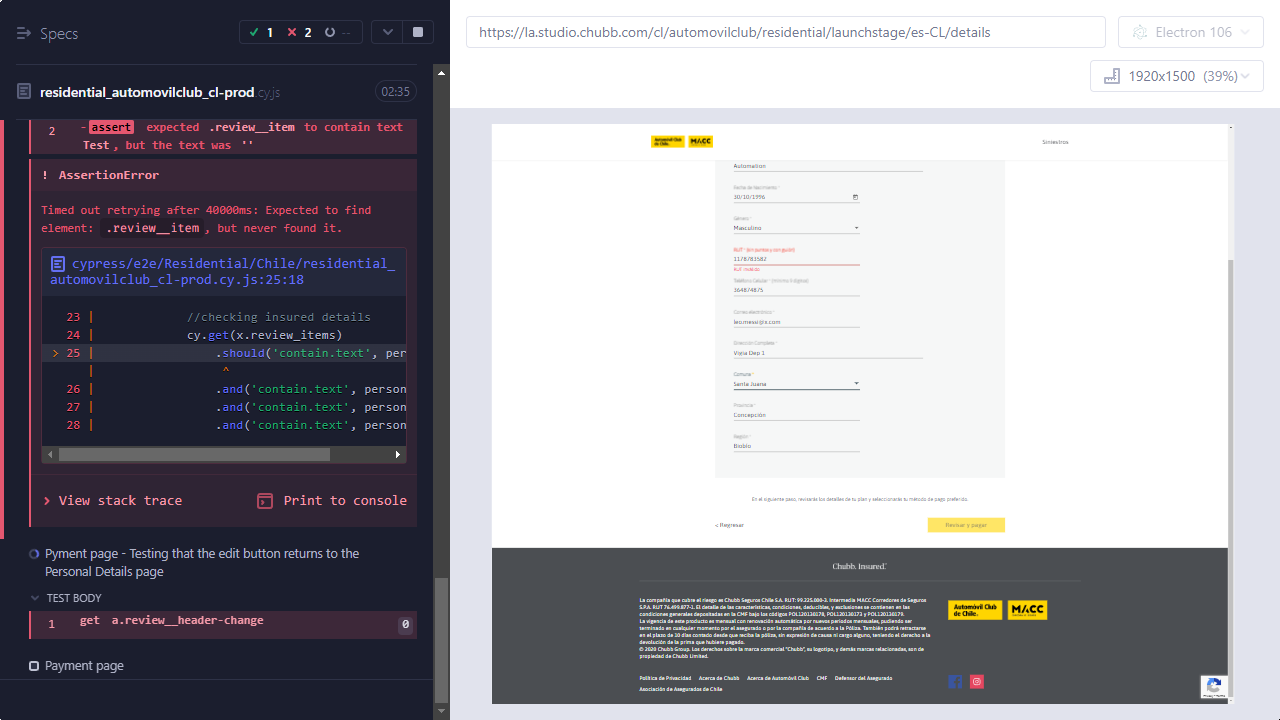 Specs
1
2
--
https://la.studio.chubb.com/cl/automovilclub/residential/launchstage/es-CL/details
Electron 106
1920x1500 (39%)
residential_automovilclub_cl-prod.cy.js
02:35
2 -assert expected .review__item to contain text
Test, but the text was ''
! AssertionError
Timed out retrying after 40000ms: Expected to find
element: .review__item, but never found it.
cypress/e2e/Residential/Chile/residential_
automovilclub_cl-prod.cy.js:25:18
23 | //checking insured details
24 | cy.get(x.review_items)
> 25 | .should('contain.text', per
| ^
26 | .and('contain.text', person
27 | .and('contain.text', person
28 | .and('contain.text', person
> View stack trace
Print to console
Pyment page - Testing that the edit button returns to the
Personal Details page
TEST BODY
1
0
Payment page
Automóvil Club
de Chile.
MACC
Siniestros
Automation
Fecha de Nacimiento *
30/10/1996
Género *
Masculino
RUT * (sin puntos y con guión)
1178783582
RUT inválido
364874875
Correo electrónico *
leo.messi@s.com
Dirección Completa *
Vigia Dep 1
Comuna *
Santa Juana
Provincia *
Concepción
Región *
Biobío
En el siguiente paso, revisarás los detalles de tu plan y seleccionarás tu método de pago preferido.
< Regresar
Revisar y pagar
Chubb. Insured.
La compañía que cubre el riesgo es Chubb Seguros Chile S.A. RUT: 99.225.000-3. Intermedia MACC Corredores de Seguros
S.P.A. RUT 76.499.877-1. El detalle de las características, condiciones, deducibles, y exclusiones se contienen en las
condiciones generales depositadas en la CMF bajo los códigos POL120130178, POL120130173 y POL120130179.
La vigencia de este producto es mensual con renovación automática por nuevos periodos mensuales, pudiendo ser
terminado en cualquier momento por el asegurado o por la compañía de acuerdo a la Póliza. También podrá retractarse
en el plazo de 10 días contado desde que reciba la póliza, sin expresión de causa ni cargo alguno, teniendo el derecho a la
devolución de la prima que hubiere pagado.
© 2020 Chubb Group. Los derechos sobre la marca comercial "Chubb", su logotipo, y demás marcas relacionadas, son de
propiedad de Chubb Limited.
Automóvil Club
de Chile.
MACC
Política de Privacidad Acerca de Chubb Acerca de Automóvil Club CMF Defensor del Asegurado
Asociación de Asegurados de Chile